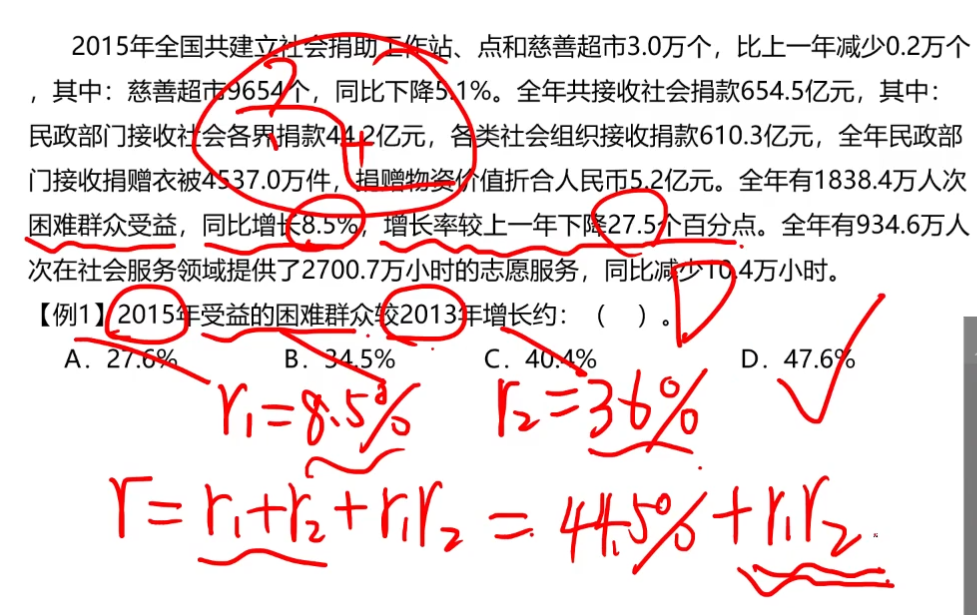 2015年全国共建立社会捐助工作站、点和慈善超市3.0万个，比上一年减少0.2万个
，其中：慈善超市9654个，同比下降5.1%。全年共接收社会捐款654.5亿元，其中：
民政部门接收社会各界捐款44.2亿元，各类社会组织接收捐款610.3亿元，全年民政部
门接收捐赠衣被4537.0万件，捐赠物资价值折合人民币5.2亿元。全年有1838.4万人次
困难群众受益，同比增长8.5%，增长率较上一年下降27.5个百分点。全年有934.6万人
次在社会服务领域提供了2700.7万小时的志愿服务，同比减少10.4万小时。
【例1】2015年受益的困难群众较2013年增长约：（ ）。D
A．27.6% B．34.5% C．40.4% D．47.6%
r₁=8.5% r₂=36%
r=r₁+r₂+r₁r₂=44.5%+r₁r₂